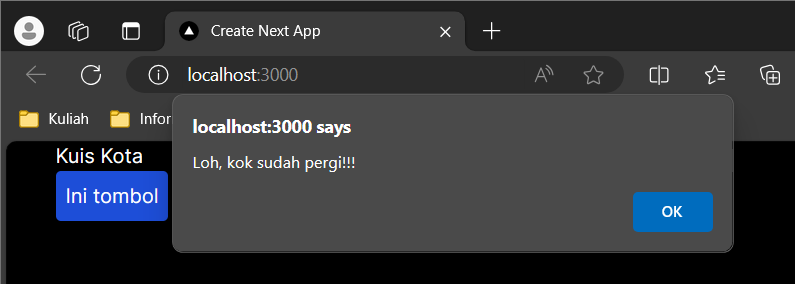 Create Next App
localhost:3000
Kuliah
Infor
localhost:3000 says
Loh, kok sudah pergi!!!
OK
Kuis Kota
Ini tombol